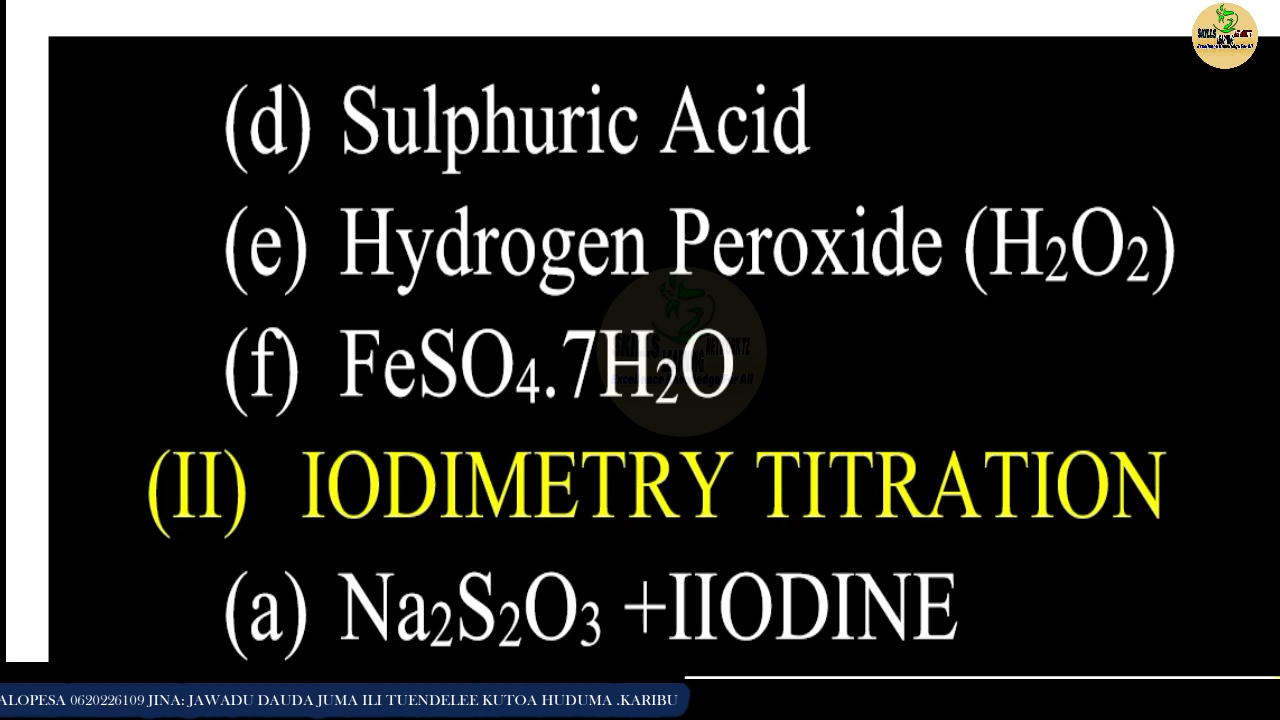 (d) Sulphuric Acid
(e) Hydrogen Peroxide (H₂O₂)
(f) FeSO₄.7H₂O
(II) IODIMETRY TITRATION
(a) Na₂S₂O₃ +IIODINE
ALOPESA 0620226109 JINA: JAWADU DAUDA JUMA ILI TUENDELEE KUTOA HUDUMA .KARIBU